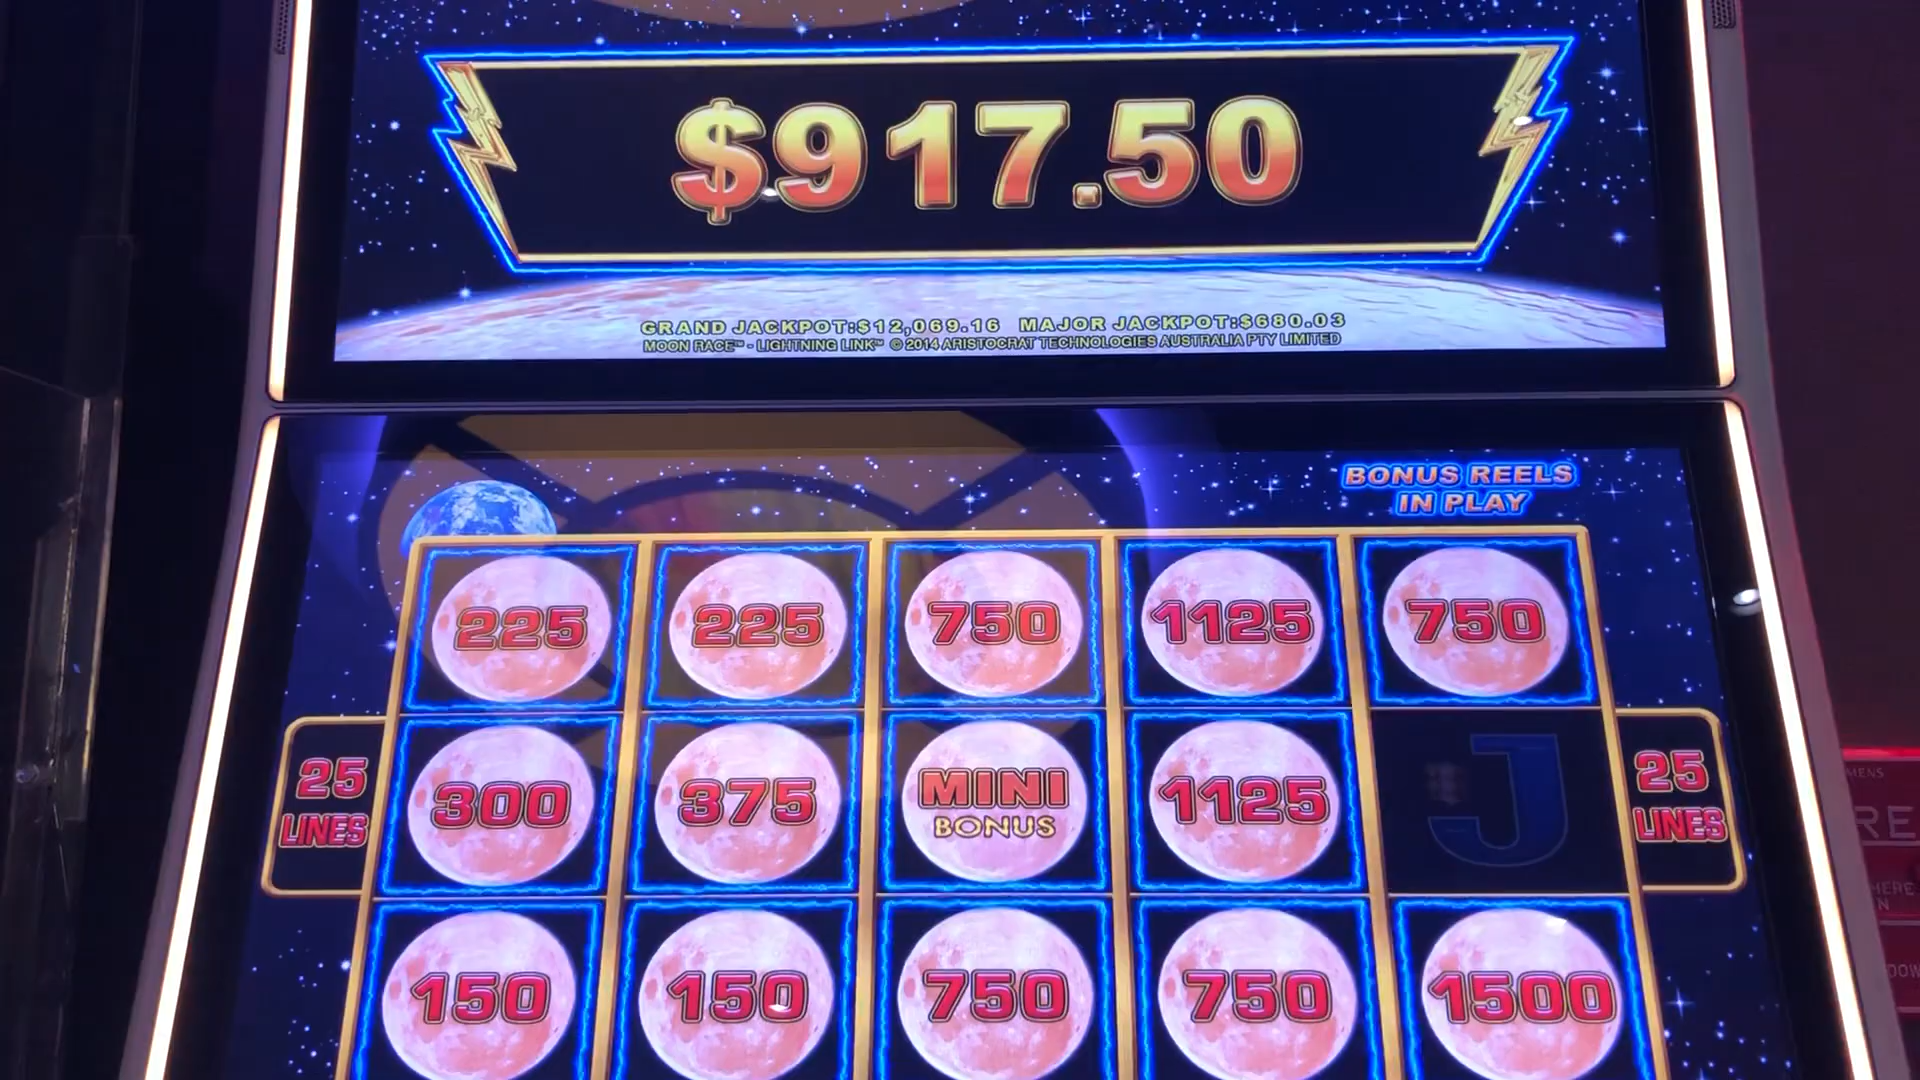 $917.50
GRAND JACKPOT:$12,069.16 MAJOR JACKPOT:$680.03
MOON RACE™ - LIGHTNING LINK™ © 2014 ARISTOCRAT TECHNOLOGIES AUSTRALIA PTY LIMITED
BONUS REELS
IN PLAY
225 225 750 1125 750
25
LINES
300 375 MINI
BONUS
1125 J
25
LINES
150 150 750 750 1500